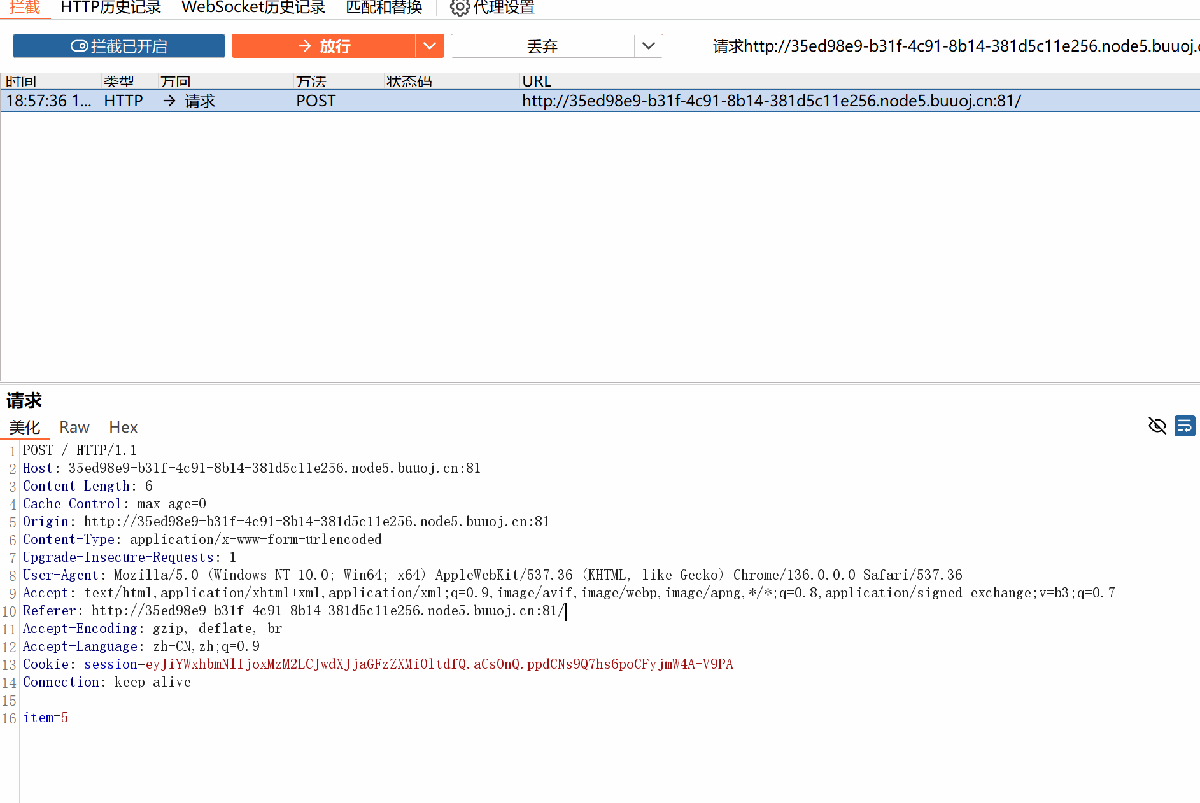 拦截 HTTP历史记录 WebSocket历史记录 匹配和替换 代理设置
拦截已开启 放行 丢弃 请求http://35ed98e9-b31f-4c91-8b14-381d5c11e256.node5.buuoj.c
时间 类型 方向 方法 状态码 URL
18:57:36 1... HTTP → 请求 POST http://35ed98e9-b31f-4c91-8b14-381d5c11e256.node5.buuoj.cn:81/
请求
美化 Raw Hex
1 POST / HTTP/1.1
2 Host: 35ed98e9-b31f-4c91-8b14-381d5c11e256.node5.buuoj.cn:81
3 Content-Length: 6
4 Cache-Control: max-age=0
5 Origin: http://35ed98e9-b31f-4c91-8b14-381d5c11e256.node5.buuoj.cn:81
6 Content-Type: application/x-www-form-urlencoded
7 Upgrade-Insecure-Requests: 1
8 User-Agent: Mozilla/5.0 (Windows NT 10.0; Win64; x64) AppleWebKit/537.36 (KHTML, like Gecko) Chrome/136.0.0.0 Safari/537.36
9 Accept: text/html,application/xhtml+xml,application/xml;q=0.9,image/avif,image/webp,image/apng,*/*;q=0.8,application/signed-exchange;v=b3;q=0.7
10 Referer: http://35ed98e9-b31f-4c91-8b14-381d5c11e256.node5.buuoj.cn:81/
11 Accept-Encoding: gzip, deflate, br
12 Accept-Language: zh-CN,zh;q=0.9
13 Cookie:
14 Connection: keep-alive
15
16 item=5